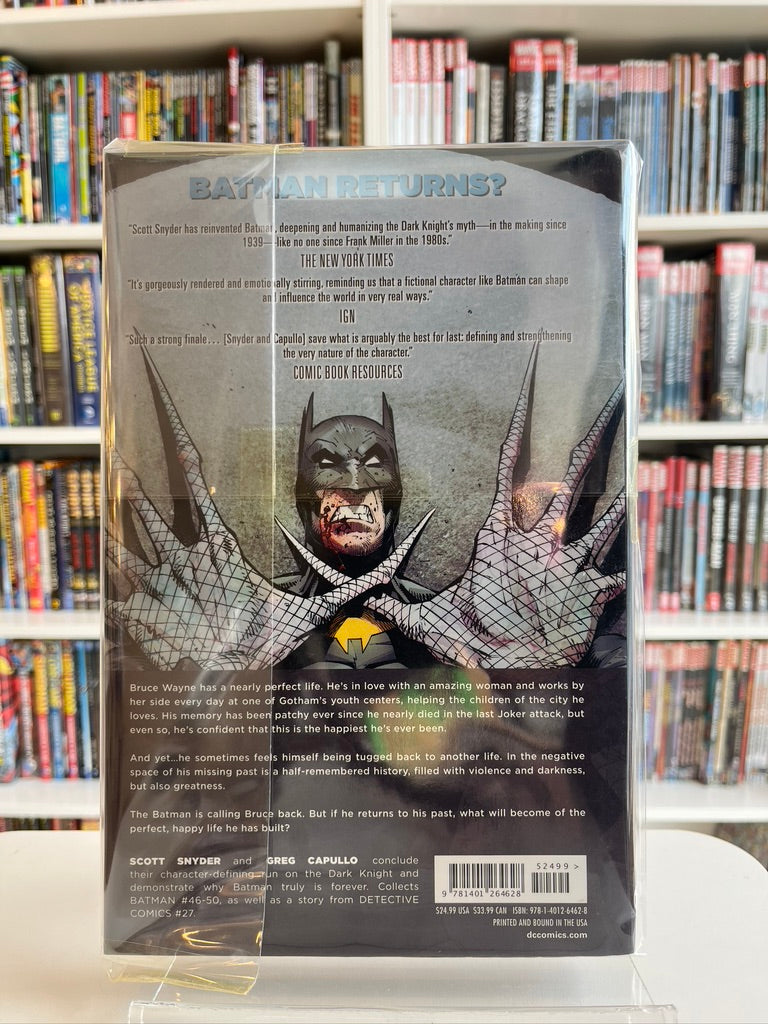 BATMAN RETURNS?
“Scott Snyder has reinvented Batman, deepening and humanizing the Dark Knight’s myth—in the making since
1939—like no one since Frank Miller in the 1980s.”
THE NEW YORK TIMES
“It’s gorgeously rendered and emotionally stirring, reminding us that a fictional character like Batman can shape
and influence the world in very real ways.”
IGN
“Such a strong finale... [Snyder and Capullo] save what is arguably the best for last: defining and strengthening
the very nature of the character.”
COMIC BOOK RESOURCES
Bruce Wayne has a nearly perfect life. He’s in love with an amazing woman and works by
her side every day at one of Gotham’s youth centers, helping the children of the city he
loves. His memory has been patchy ever since he nearly died in the last Joker attack, but
even so, he’s confident that this is the happiest he’s ever been.
And yet...he sometimes feels himself being tugged back to another life. In the negative
space of his missing past is a half-remembered history, filled with violence and darkness,
but also greatness.
The Batman is calling Bruce back. But if he returns to his past, what will become of the
perfect, happy life he has built?
SCOTT SNYDER and GREG CAPULLO conclude
their character-defining run on the Dark Knight and
demonstrate why Batman truly is forever. Collects
BATMAN #46-50, as well as a story from DETECTIVE
COMICS #27.
52499 >
9 781401 264628
$24.99 USA $33.99 CAN ISBN: 978-1-4012-6462-8
PRINTED AND BOUND IN THE USA
dccomics.com